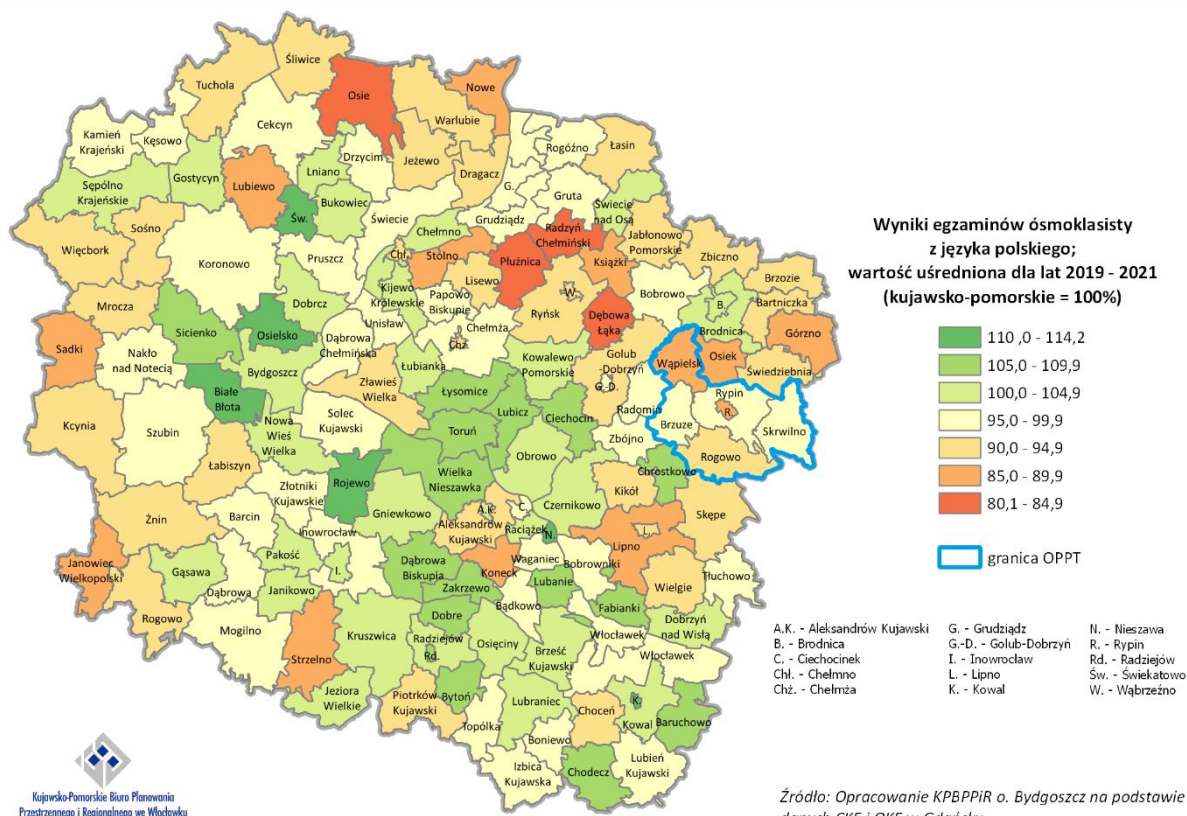 Śliwice
Tuchola
Osie
Nowe
Warlubie
Cekcyn
Kamień
Krajeński
Kęsowo
Rogóźno
Łasin
Drzycim
Jeżewo
Dragacz
G.
Lniano
Gostycyn
Lubiewo
Sępólno
Krajeńskie
Św.
Bukowiec
Świecie
Gruta
Świecie
nad Osą
Grudziądz
Chełmno
Radzyń
Chełmiński
Sośno
Więcbork
Koronowo
Pruszcz
Chł.
Stolno
Płużnica
Książki
Jabłonowo
Pomorskie
Zbiczno
Brzozie
Lisewo
W.
Bobrowo
Bartniczka
B.
Mrocza
Dobrcz
Kijewo
Królewskie
Papowo
Biskupie
Ryńsk
Dębowa
Łąka
Brodnica
Górzno
Sicienko
Osielsko
Unisław
Chełmża
Dąbrowa
Chełmińska
Chż.
Sadki
Nakło
nad Notecią
Bydgoszcz
Łubianka
Kowalewo
Pomorskie
Golub
-Dobrzyń
Wąpielsk
Osiek
Świedziebnia
G.-D.
Zławieś
Wielka
Łysomice
Białe
Błota
Rypin
R.
Kcynia
Szubin
Nowa
Wieś
Wielka
Solec
Kujawski
Lubicz
Ciechocin
Radomin
Brzuze
Skrwilno
Toruń
Zbójno
Rogowo
Łabiszyn
Obrowo
Chrostkowo
Rojewo
Wielka
Nieszawka
Złotniki
Kujawskie
Kikół
Gniewkowo
Czernikowo
Skępe
Żnin
Barcin
Inowrocław
A.K.
C.
Aleksandrów
Kujawski
Raciążek
N.
L.
Lipno
Janowiec
Wielkopolski
Gąsawa
Pakość
I.
Dąbrowa
Biskupia
Koneck
Waganiec
Bobrowniki
Tłuchowo
Wielgie
Dąbrowa
Janikowo
Zakrzewo
Lubanie
Bądkowo
Rogowo
Dobre
Fabianki
Dobrzyń
nad Wisłą
Mogilno
Strzelno
Kruszwica
Radziejów
Osięciny
Brześć
Kujawski
Włocławek
Włocławek
Rd.
Jeziora
Wielkie
Piotrków
Kujawski
Bytoń
Lubraniec
Choceń
K.
Kowal
Baruchowo
Topólka
Boniewo
Izbica
Kujawska
Chodecz
Lubień
Kujawski
Wyniki egzaminów ósmoklasisty
z języka polskiego;
wartość uśredniona dla lat 2019 - 2021
(kujawsko-pomorskie = 100%)
110 ,0 - 114,2
105,0 - 109,9
100,0 - 104,9
95,0 - 99,9
90,0 - 94,9
85,0 - 89,9
80,1 - 84,9
granica OPPT
A.K. - Aleksandrów Kujawski
B. - Brodnica
C. - Ciechocinek
Chł. - Chełmno
Chż. - Chełmża
G. - Grudziądz
G.-D. - Golub-Dobrzyń
I. - Inowrocław
L. - Lipno
K. - Kowal
N. - Nieszawa
R. - Rypin
Rd. - Radziejów
Św. - Świekatowo
W. - Wąbrzeźno
Kujawsko-Pomorskie Biuro Planowania
Przestrzennego i Regionalnego we Włocławku
Źródło: Opracowanie KPBPPiR o. Bydgoszcz na podstawie
danych CKE i OKE w Gdańsku